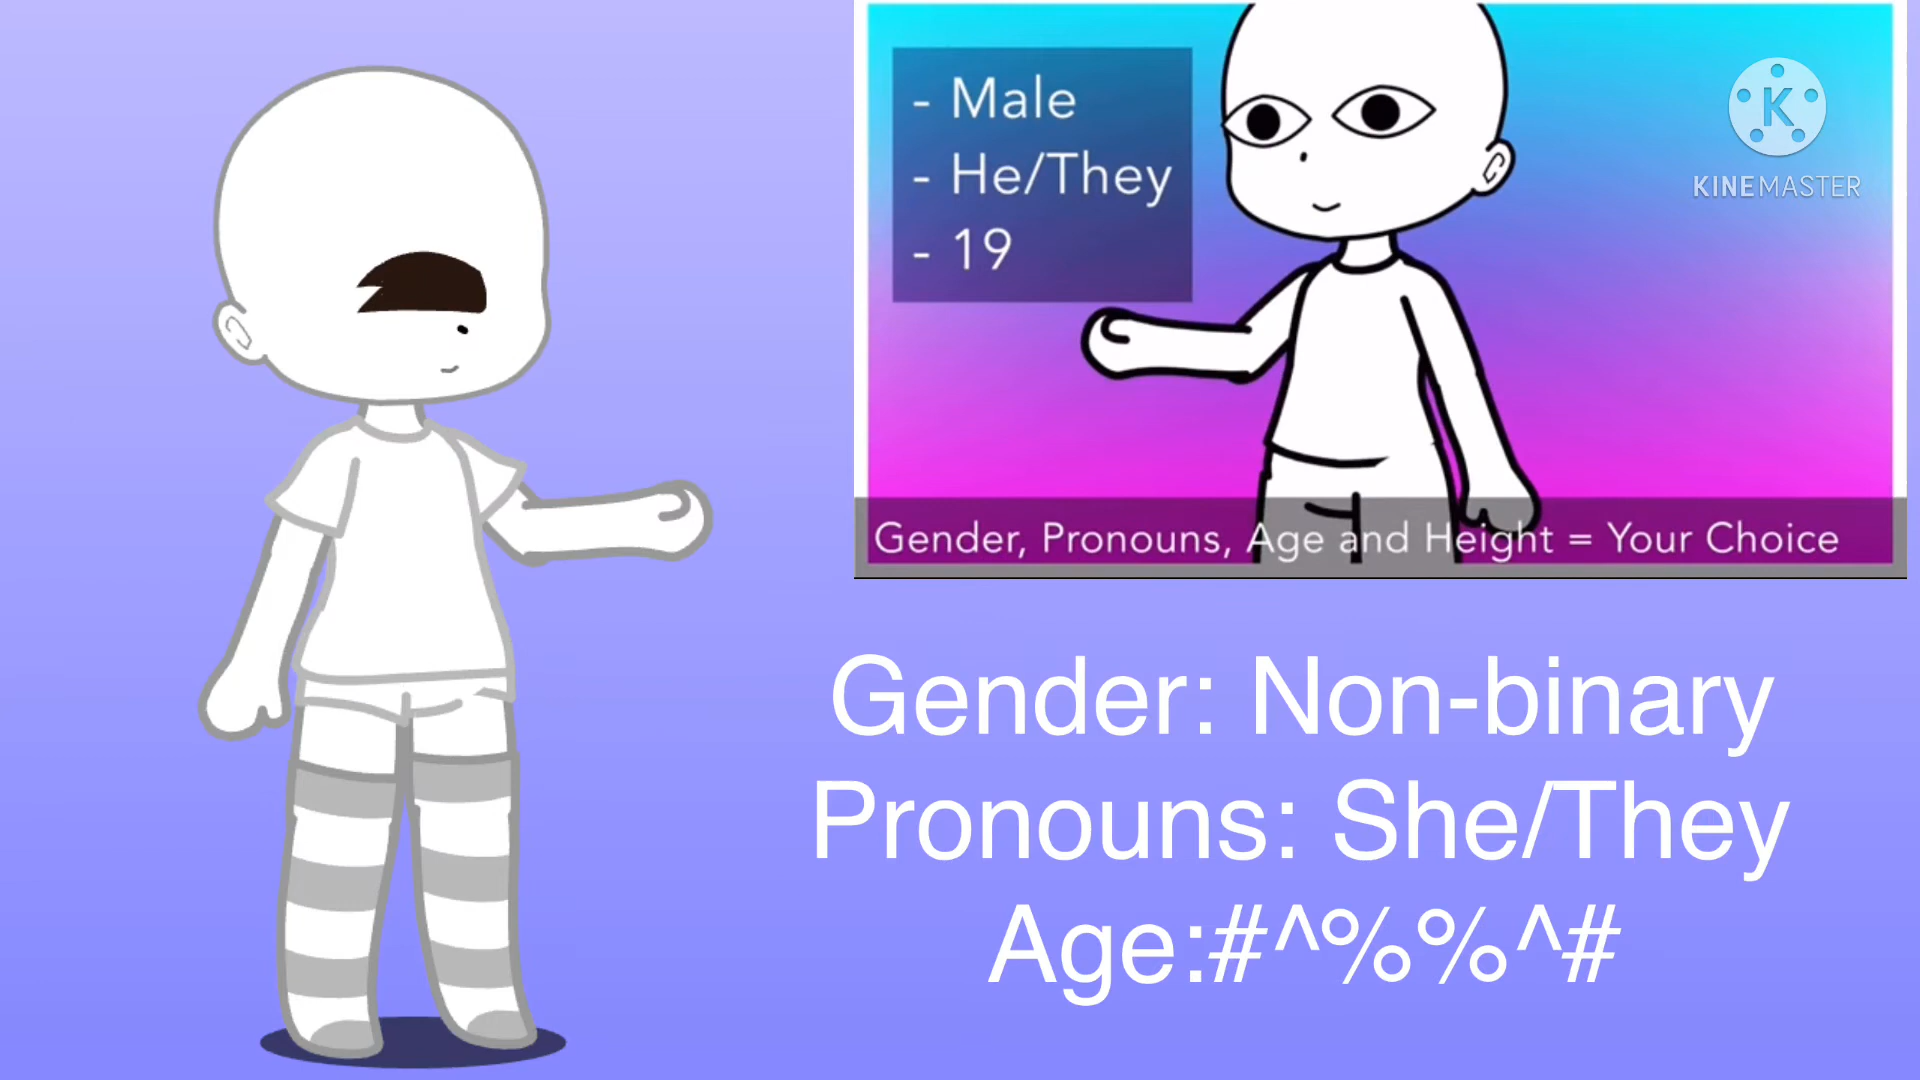 - Male
- He/They
- 19
KINEMASTER
Gender, Pronouns, Age and Height = Your Choice
Gender: Non-binary
Pronouns: She/They
Age:#^%%^#